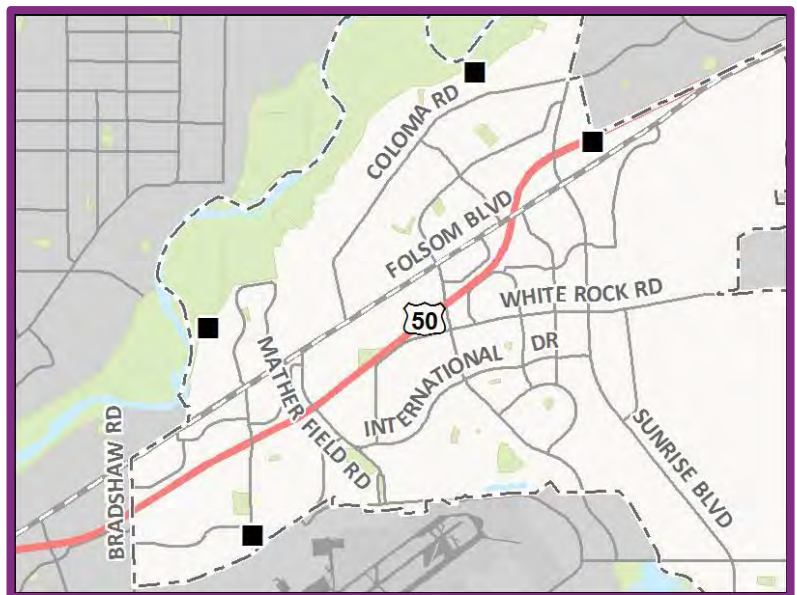 COLOMA RD
FOLSOM BLVD
WHITE ROCK RD
50
INTERNATIONAL DR
MATHER FIELD RD
BRADSHAW RD
SUNRISE BLVD